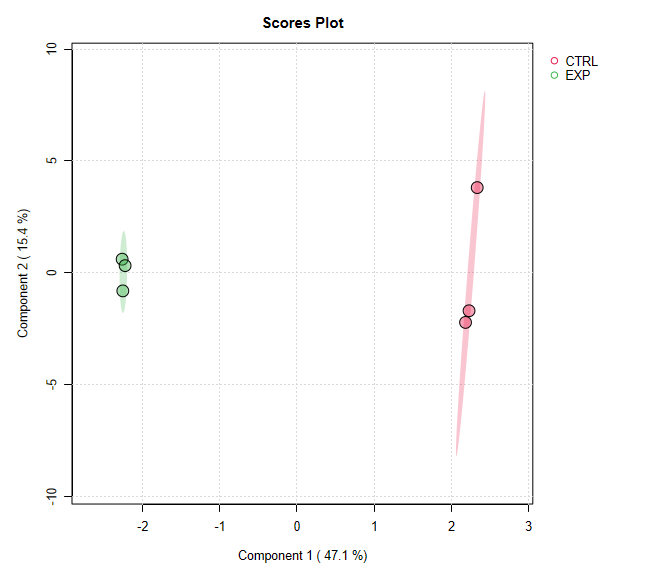 Scores Plot
CTRL
EXP
10
5
0
-5
-10
Component 2 ( 15.4 %)
-2
-1
0
1
2
3
Component 1 ( 47.1 %)